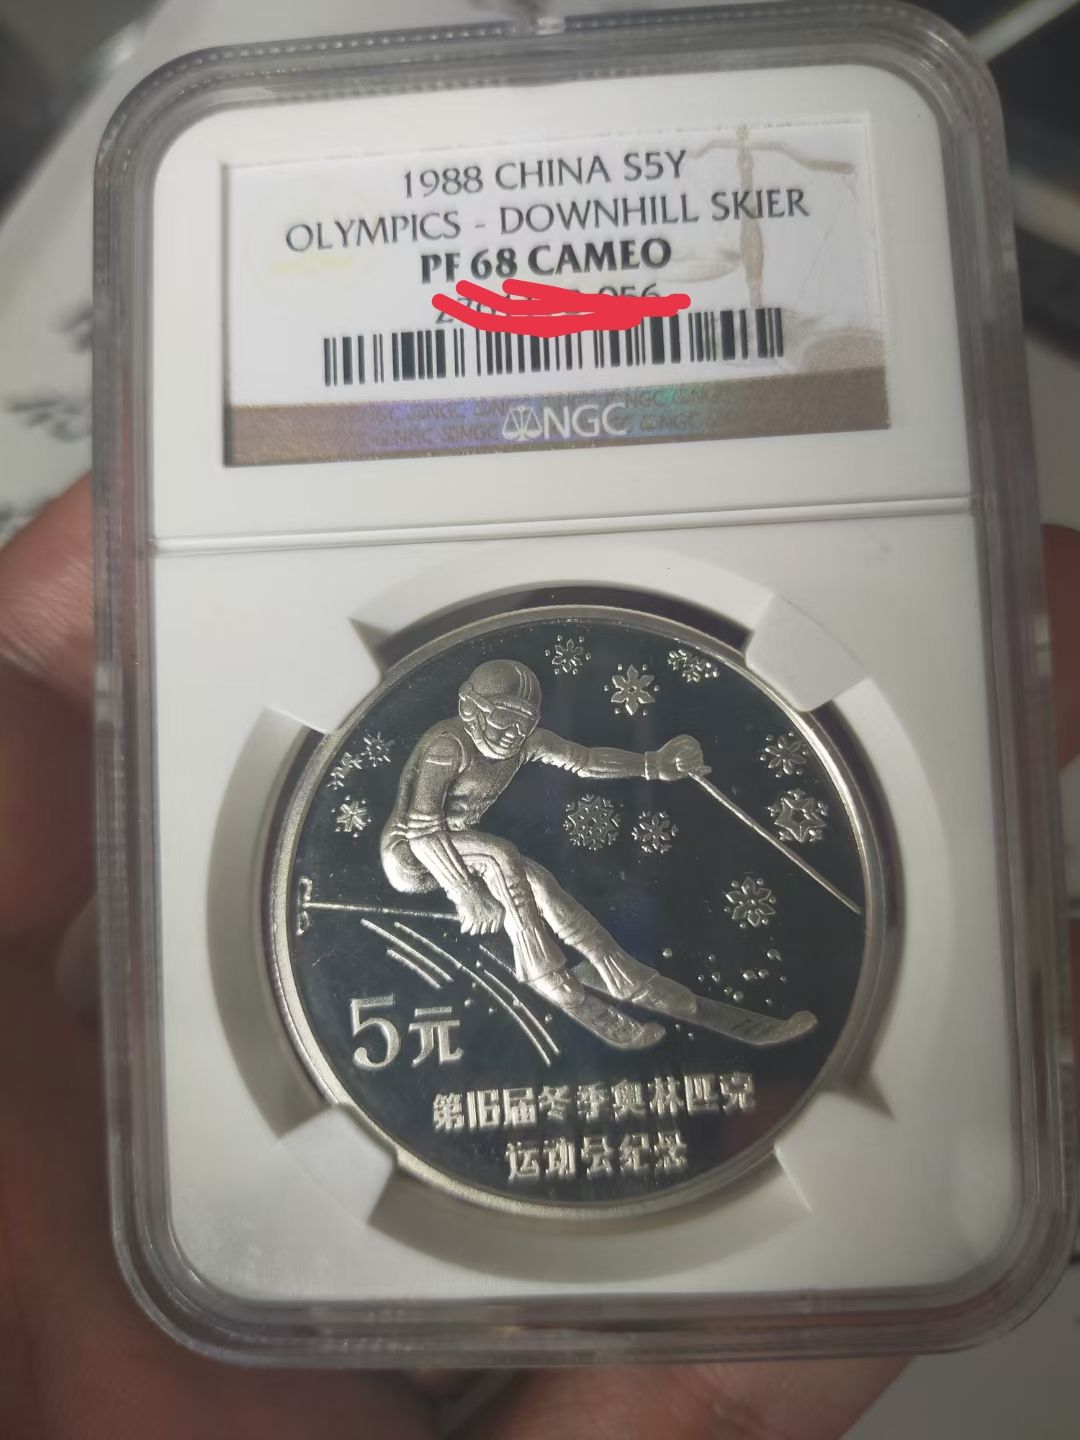 1988 CHINA S5Y
OLYMPICS - DOWNHILL SKIER
PF 68 CAMEO
NGC
5元
第16届冬季奥林匹克
运动会纪念